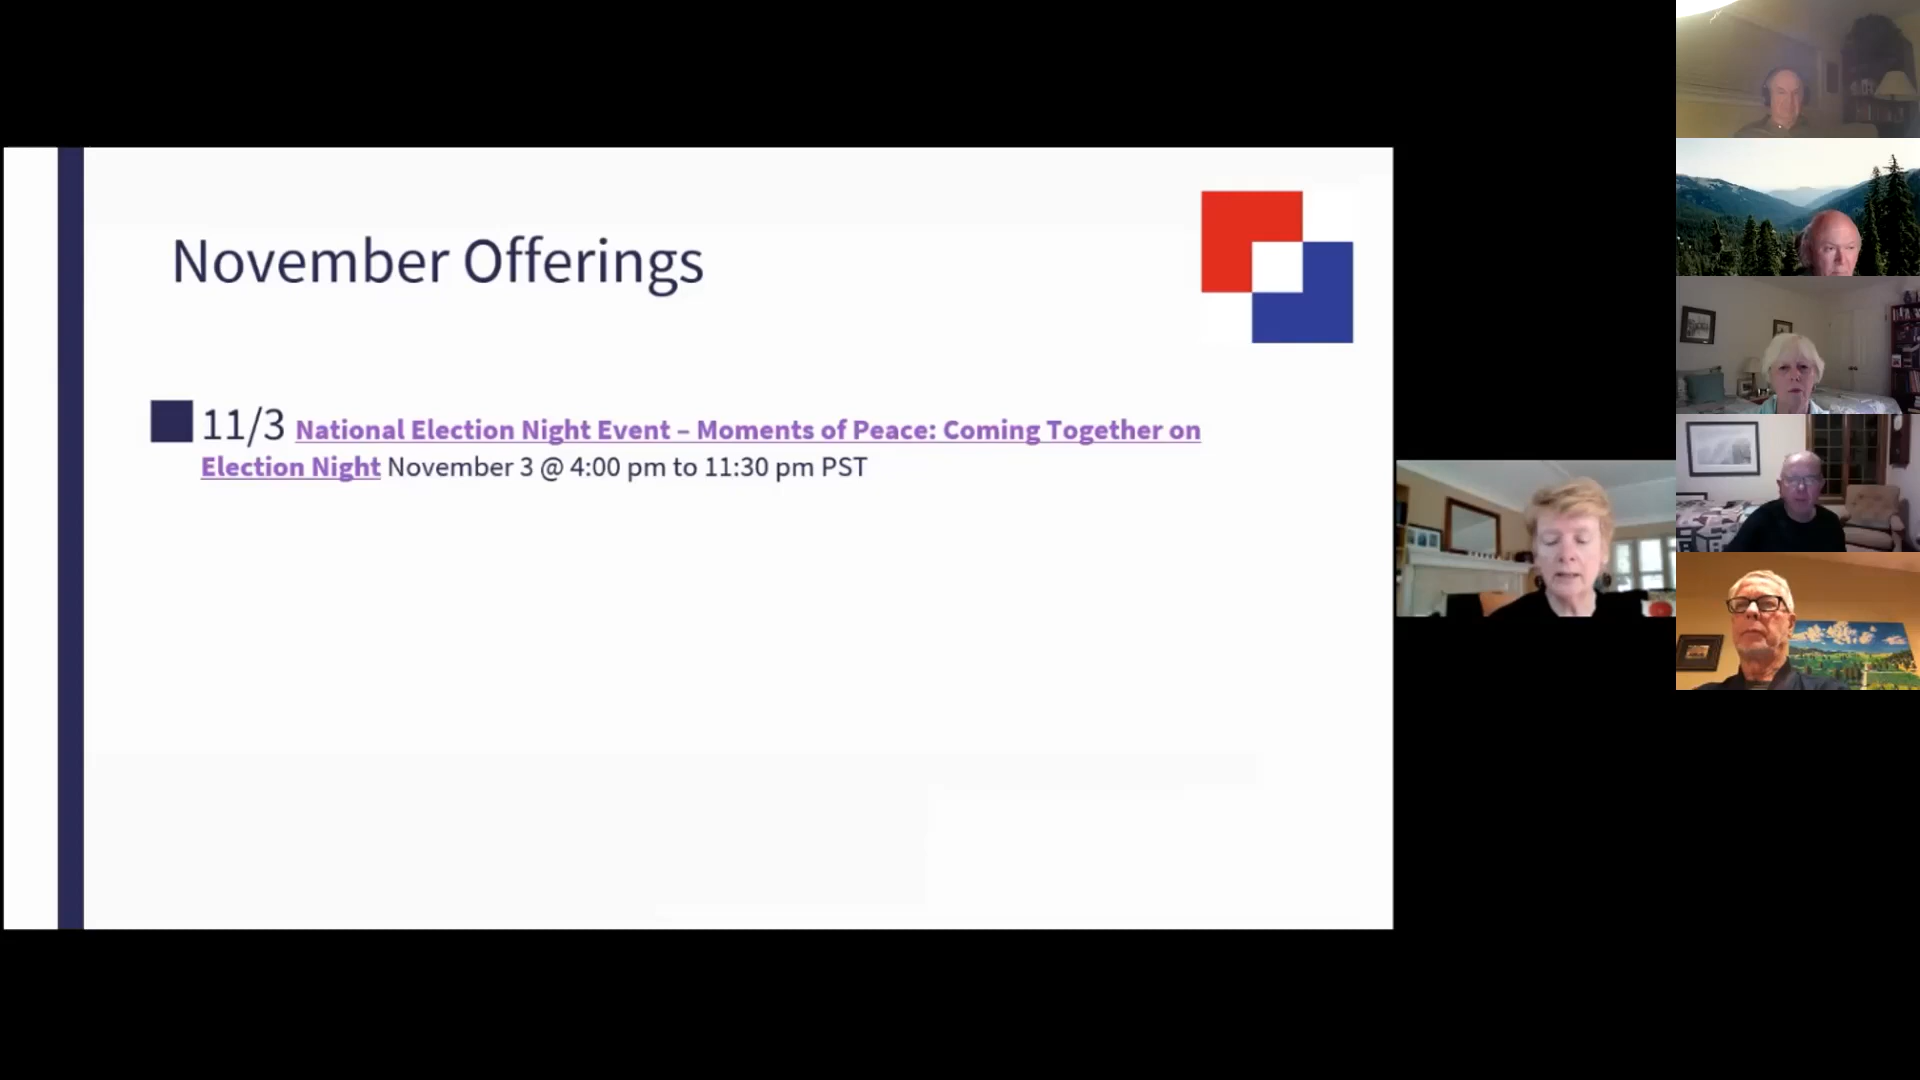 November Offerings
11/3 National Election Night Event – Moments of Peace: Coming Together on
Election Night November 3 @ 4:00 pm to 11:30 pm PST